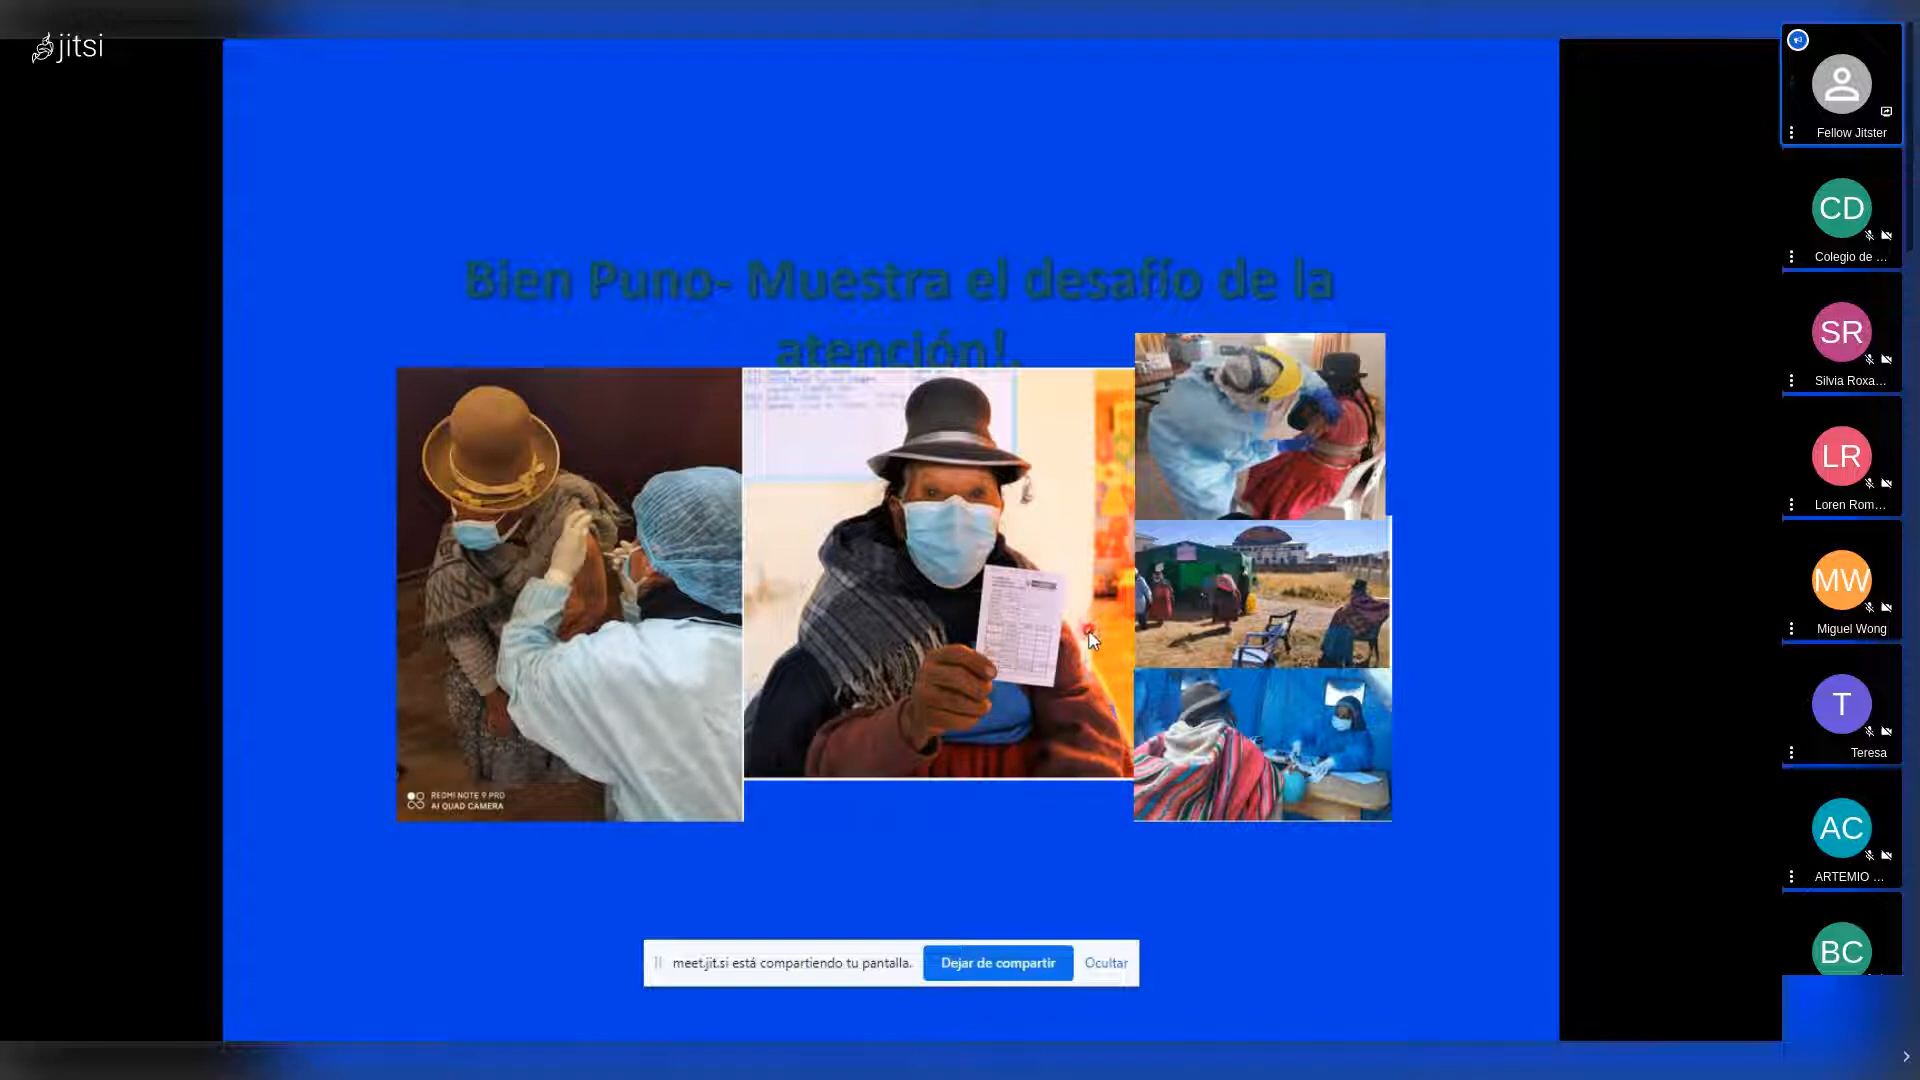 jitsi
Bien Puno- Muestra el desafío de la
atención!.
REDMI NOTE 9 PRO
AI QUAD CAMERA
meet.jit.si está compartiendo tu pantalla.
Dejar de compartir
Ocultar
Fellow Jitster
CD
Colegio de ...
SR
Silvia Roxa...
LR
Loren Rom...
MW
Miguel Wong
T
Teresa
AC
ARTEMIO ...
BC